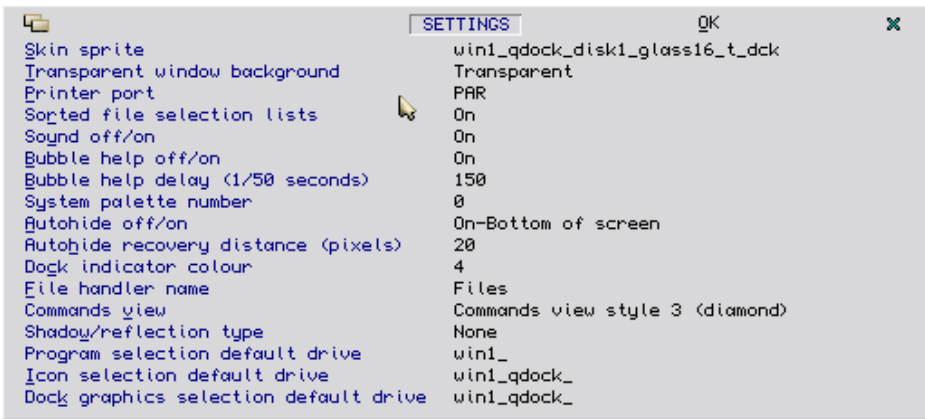 SETTINGS OK
Skin sprite win1_qdock_disk1_glass16_t_dck
Transparent window background Transparent
Printer port PAR
Sorted file selection lists On
Sound off/on On
Bubble help off/on On
Bubble help delay (1/50 seconds) 150
System palette number 0
Autohide off/on On-Bottom of screen
Autohide recovery distance (pixels) 20
Dock indicator colour 4
File handler name Files
Commands view Commands view style 3 (diamond)
Shadow/reflection type None
Program selection default drive win1_
Icon selection default drive win1_qdock_
Dock graphics selection default drive win1_qdock_